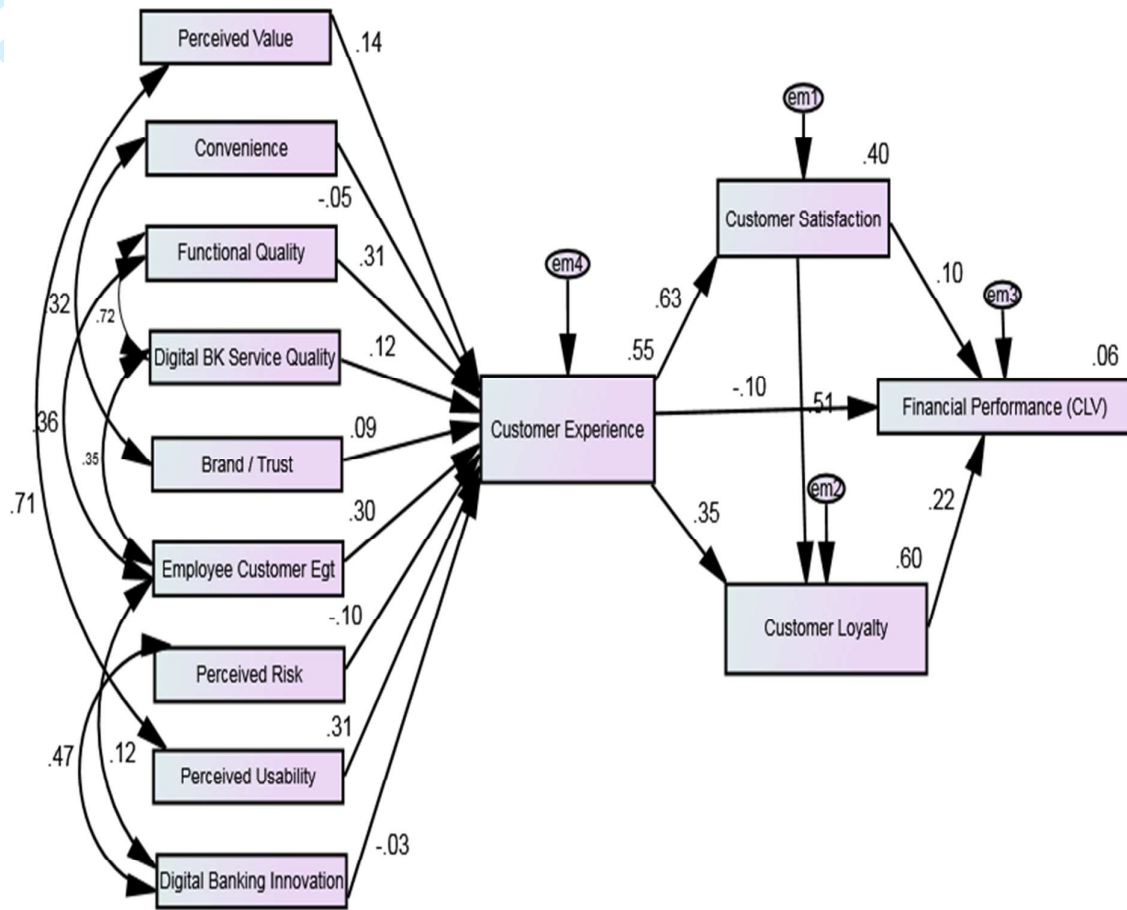 Perceived Value
.14
Convenience
-.05
Functional Quality
.31
.32
.72
Digital BK Service Quality
.12
.36
.35
Brand / Trust
.09
.71
Employee Customer Egt
.30
-.10
Perceived Risk
.31
.47
.12
Perceived Usability
-.03
Digital Banking Innovation
em4
.55
Customer Experience
.63
em1
.40
Customer Satisfaction
.10
em3
.06
-.10
.51
Financial Performance (CLV)
em2
.35
.22
.60
Customer Loyalty